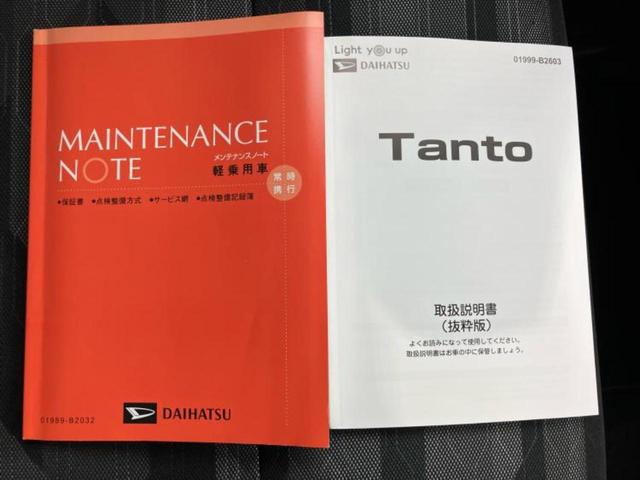 MAINTENANCE
NOTE
メンテナンスノート
軽乗用車
常時
携行
◆保証書 ◆点検整備方式 ◆サービス網 ◆点検整備記録簿
01999-B2032
DAIHATSU
Light you up
DAIHATSU
01999-B2603
Tanto
取扱説明書
（抜粋版）
よくお読みになって使用してください。
取扱説明書はお車の中に保管しましょう。